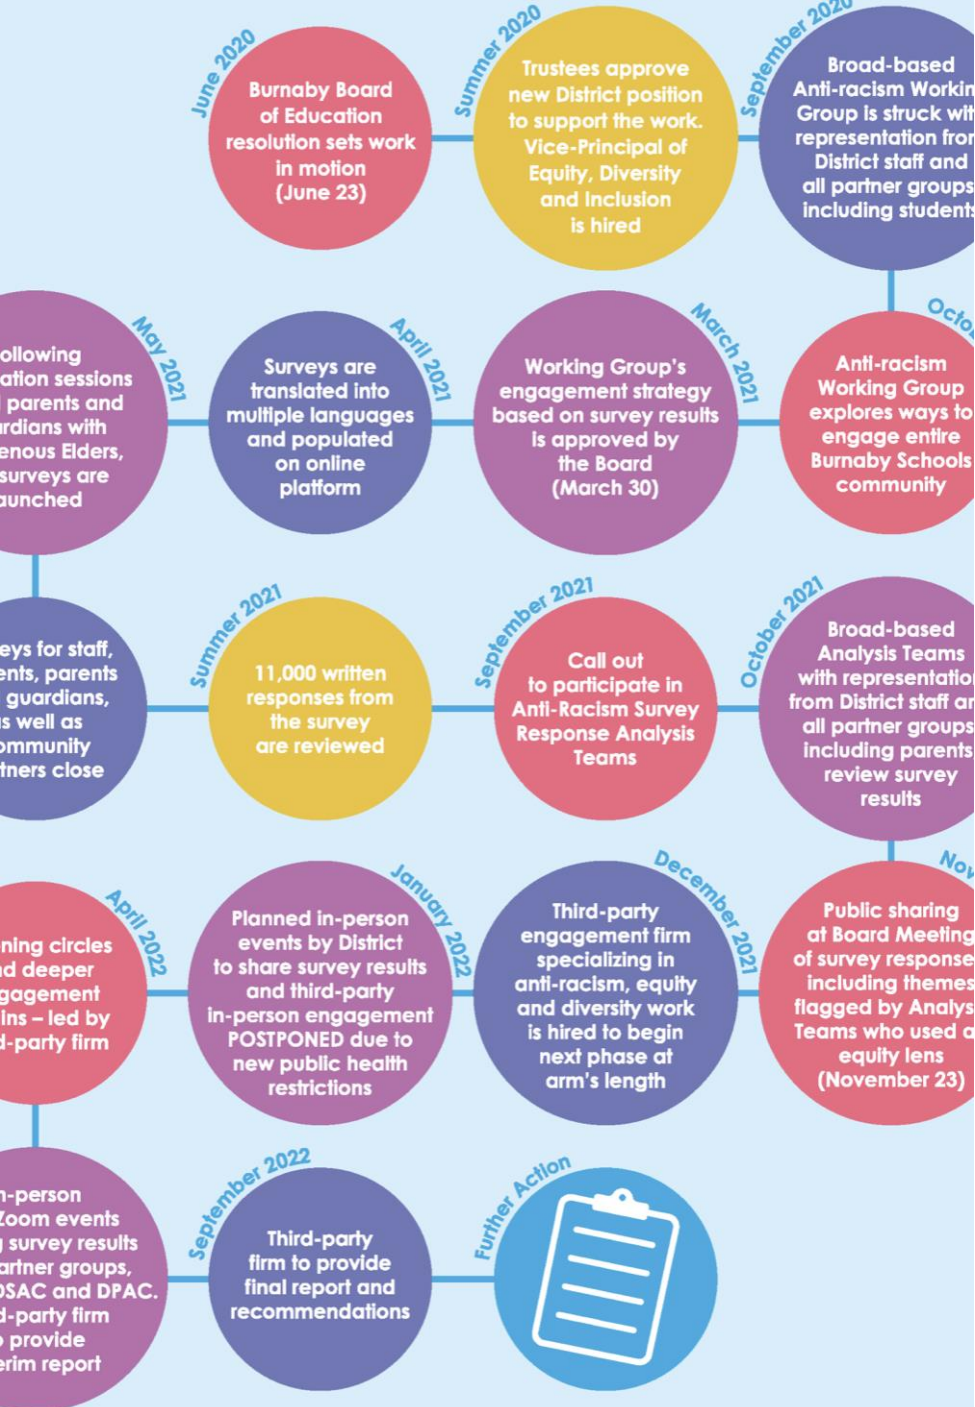 June 2020
Burnaby Board
of Education
resolution sets work
in motion
(June 23)
Summer 2020
Trustees approve
new District position
to support the work.
Vice-Principal of
Equity, Diversity
and Inclusion
is hired
September 2020
Broad-based
Anti-racism Workin
Group is struck wit
representation from
District staff and
all partner groups
including students
May 2021
ollowing
ation sessions
parents and
rdians with
enous Elders,
surveys are
aunched
April 2021
Surveys are
translated into
multiple languages
and populated
on online
platform
March 2021
Working Group's
engagement strategy
based on survey results
is approved by
the Board
(March 30)
Octo
Anti-racism
Working Group
explores ways to
engage entire
Burnaby Schools
community
eys for staff,
ents, parents
guardians,
s well as
ommunity
tners close
Summer 2021
11,000 written
responses from
the survey
are reviewed
September 2021
Call out
to participate in
Anti-Racism Survey
Response Analysis
Teams
October 2021
Broad-based
Analysis Teams
with representation
from District staff an
all partner groups
including parents
review survey
results
April 2022
ning circles
nd deeper
gagement
ins – led by
d-party firm
January 2022
Planned in-person
events by District
to share survey results
and third-party
in-person engagement
POSTPONED due to
new public health
restrictions
December 2021
Third-party
engagement firm
specializing in
anti-racism, equity
and diversity work
is hired to begin
next phase at
arm's length
Nov
Public sharing
at Board Meeting
of survey response
including themes
flagged by Analys
Teams who used a
equity lens
(November 23)
n-person
Zoom events
g survey results
artner groups,
DSAC and DPAC.
d-party firm
o provide
erim report
September 2022
Third-party
firm to provide
final report and
recommendations
Further Action